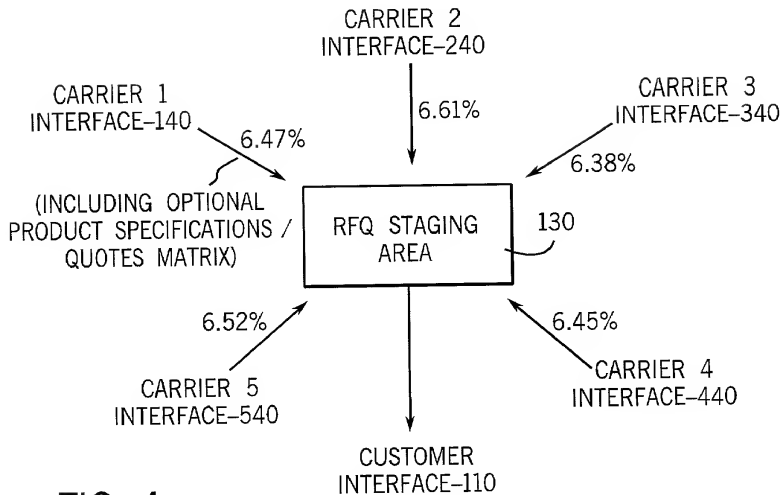 CARRIER 2
INTERFACE–240
CARRIER 1
INTERFACE–140
CARRIER 3
INTERFACE–340
6.47%
6.61%
6.38%
(INCLUDING OPTIONAL
PRODUCT SPECIFICATIONS /
QUOTES MATRIX)
RFQ STAGING
AREA
130
6.52%
6.45%
CARRIER 5
INTERFACE–540
CARRIER 4
INTERFACE–440
CUSTOMER
INTERFACE–110